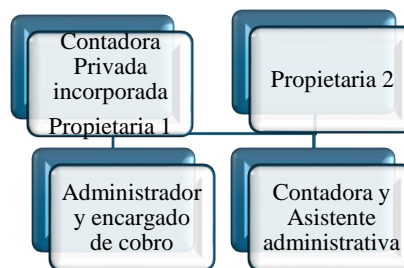 Contadora
Privada
incorporada
Propietaria 1
Propietaria 2
Administrador
y encargado
de cobro
Contadora y
Asistente
administrativa